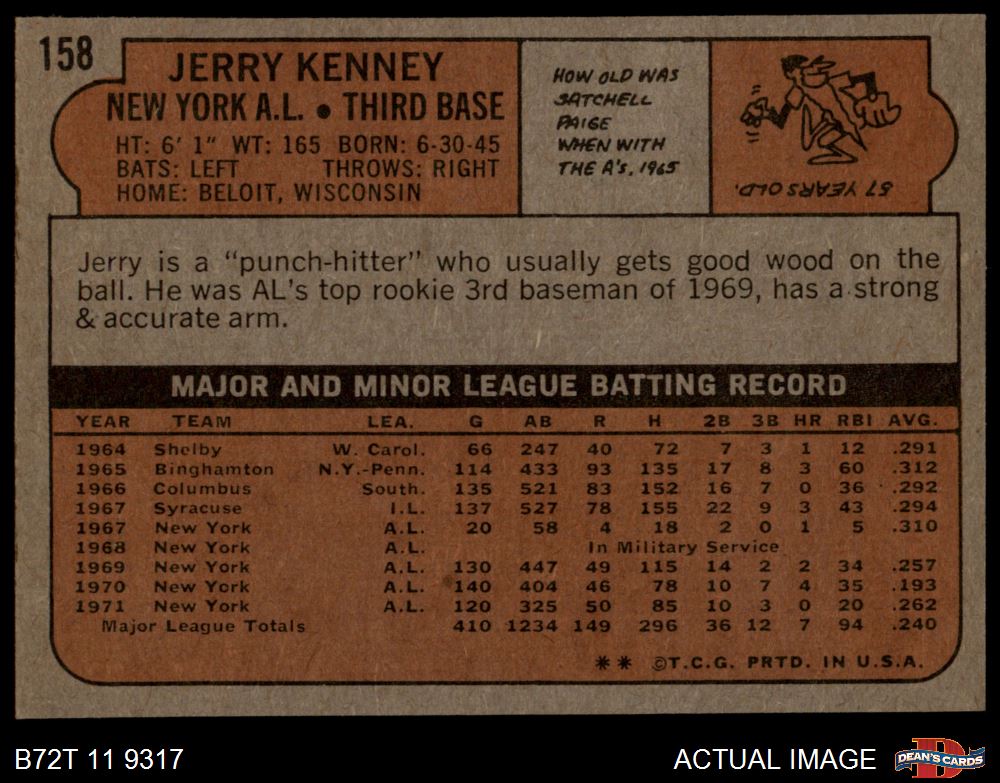 158
JERRY KENNEY
NEW YORK A.L. • THIRD BASE
HT: 6' 1" WT: 165 BORN: 6-30-45
BATS: LEFT THROWS: RIGHT
HOME: BELOIT, WISCONSIN
HOW OLD WAS
SATCHELL
PAIGE
WHEN WITH
THE A'S, 1965
57 YEARS OLD.
Jerry is a “punch-hitter” who usually gets good wood on the
ball. He was AL's top rookie 3rd baseman of 1969, has a strong
& accurate arm.
MAJOR AND MINOR LEAGUE BATTING RECORD
YEAR TEAM LEA. G AB R H 2B 3B HR RBI AVG.
1964 Shelby W. Carol. 66 247 40 72 7 3 1 12 .291
1965 Binghamton N.Y.-Penn. 114 433 93 135 17 8 3 60 .312
1966 Columbus South. 135 521 83 152 16 7 0 36 .292
1967 Syracuse I.L. 137 527 78 155 22 9 3 43 .294
1967 New York A.L. 20 58 4 18 2 0 1 5 .310
1968 New York A.L. In Military Service
1969 New York A.L. 130 447 49 115 14 2 2 34 .257
1970 New York A.L. 140 404 46 78 10 7 4 35 .193
1971 New York A.L. 120 325 50 85 10 3 0 20 .262
Major League Totals 410 1234 149 296 36 12 7 94 .240
** ©T.C.G. PRTD. IN U.S.A.
B72T 11 9317
ACTUAL IMAGE
DEAN'S CARDS